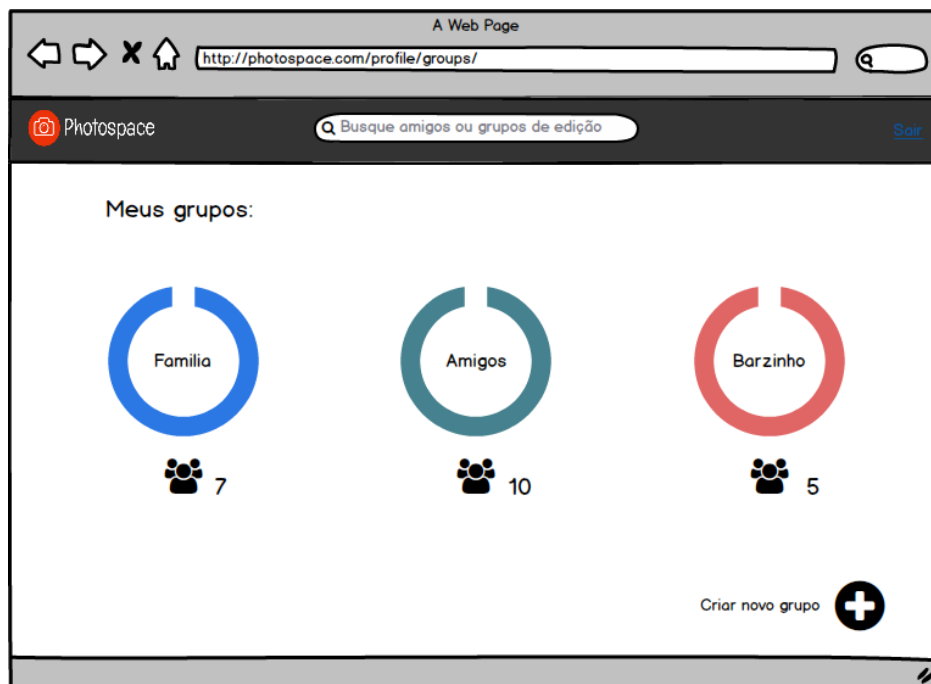 A Web Page
http://photospace.com/profile/groups/
Photospace
Busque amigos ou grupos de edição
Sair
Meus grupos:
Familia
Amigos
Barzinho
7
10
5
Criar novo grupo